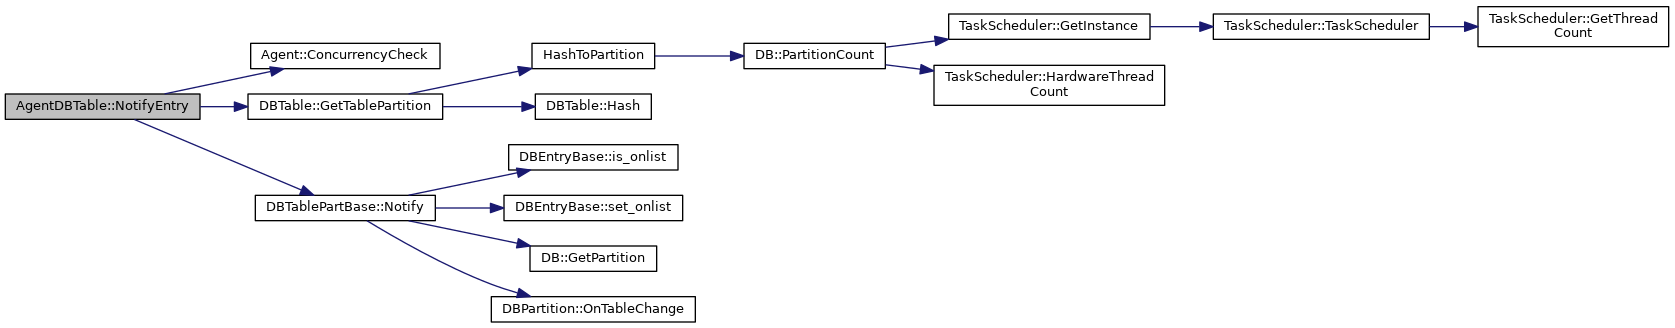 AgentDBTable::NotifyEntry
Agent::ConcurrencyCheck
DBTable::GetTablePartition
HashToPartition
DB::PartitionCount
TaskScheduler::GetInstance
TaskScheduler::TaskScheduler
TaskScheduler::GetThread
Count
TaskScheduler::HardwareThread
Count
DBTable::Hash
DBTablePartBase::Notify
DBEntryBase::is_onlist
DBEntryBase::set_onlist
DB::GetPartition
DBPartition::OnTableChange